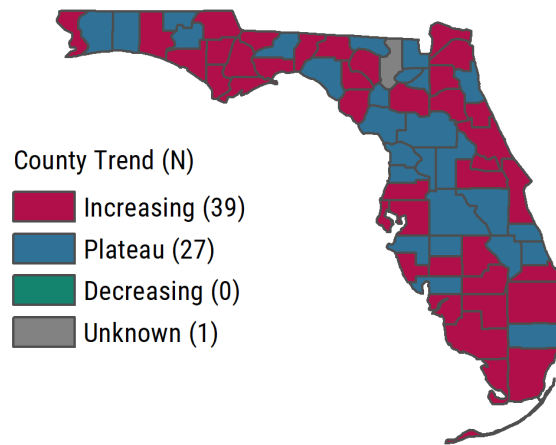 County Trend (N)
Increasing (39)
Plateau (27)
Decreasing (0)
Unknown (1)